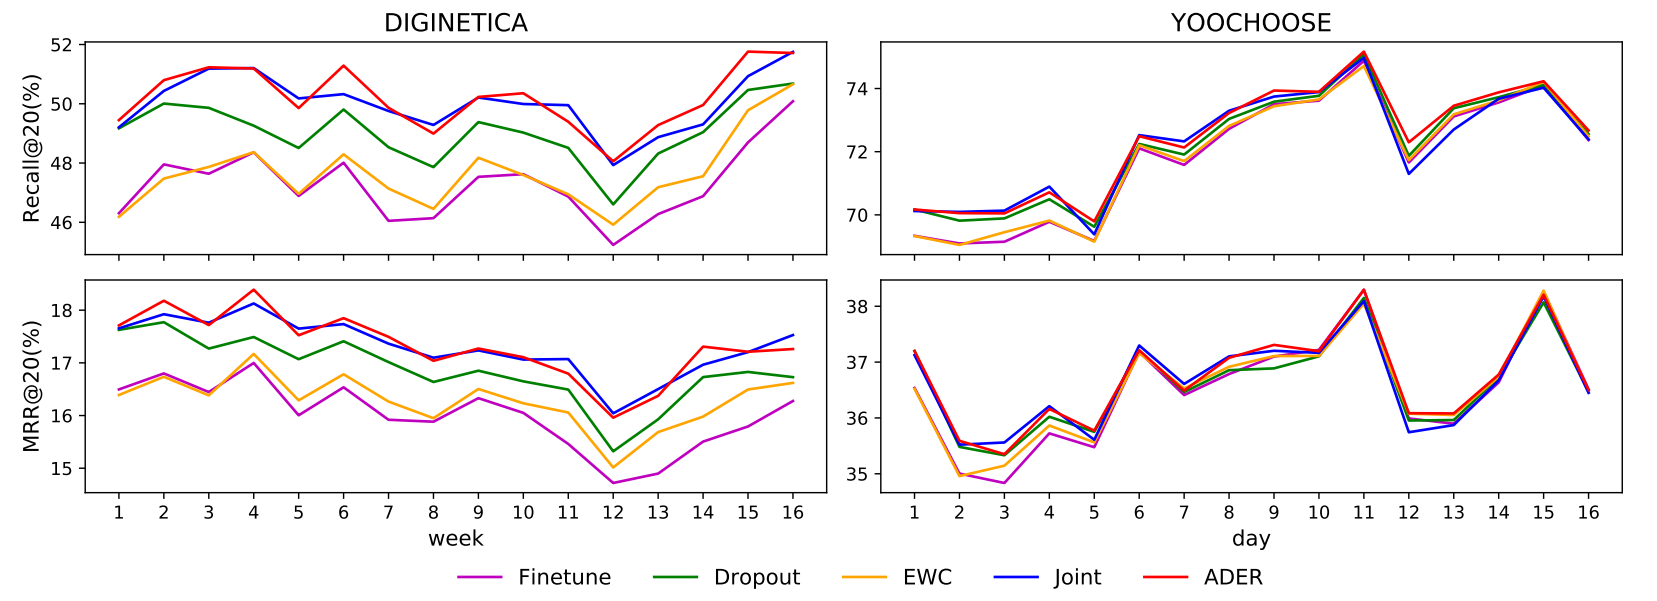 DIGINETICA
YOOCHOOSE
Recall@20(%)
52
50
48
46
74
72
70
MRR@20(%)
18
17
16
15
38
37
36
35
1 2 3 4 5 6 7 8 9 10 11 12 13 14 15 16
1 2 3 4 5 6 7 8 9 10 11 12 13 14 15 16
week
day
Finetune Dropout EWC Joint ADER